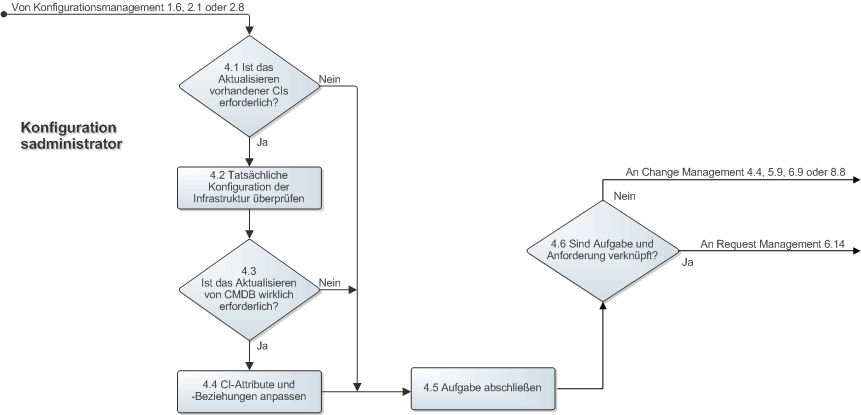 Von Konfigurationsmanagement 1.6, 2.1 oder 2.8
4.1 Ist das
Aktualisieren
vorhandener CIs
erforderlich?
Nein
Ja
Konfiguration
sadministrator
4.2 Tatsächliche
Konfiguration der
Infrastruktur überprüfen
4.3
Ist das Aktualisieren
von CMDB wirklich
erforderlich?
Nein
Ja
4.4 CI-Attribute und
-Beziehungen anpassen
4.5 Aufgabe abschließen
An Change Management 4.4, 5.9, 6.9 oder 8.8
Nein
4.6 Sind Aufgabe und
Anforderung verknüpft?
An Request Management 6.14
Ja